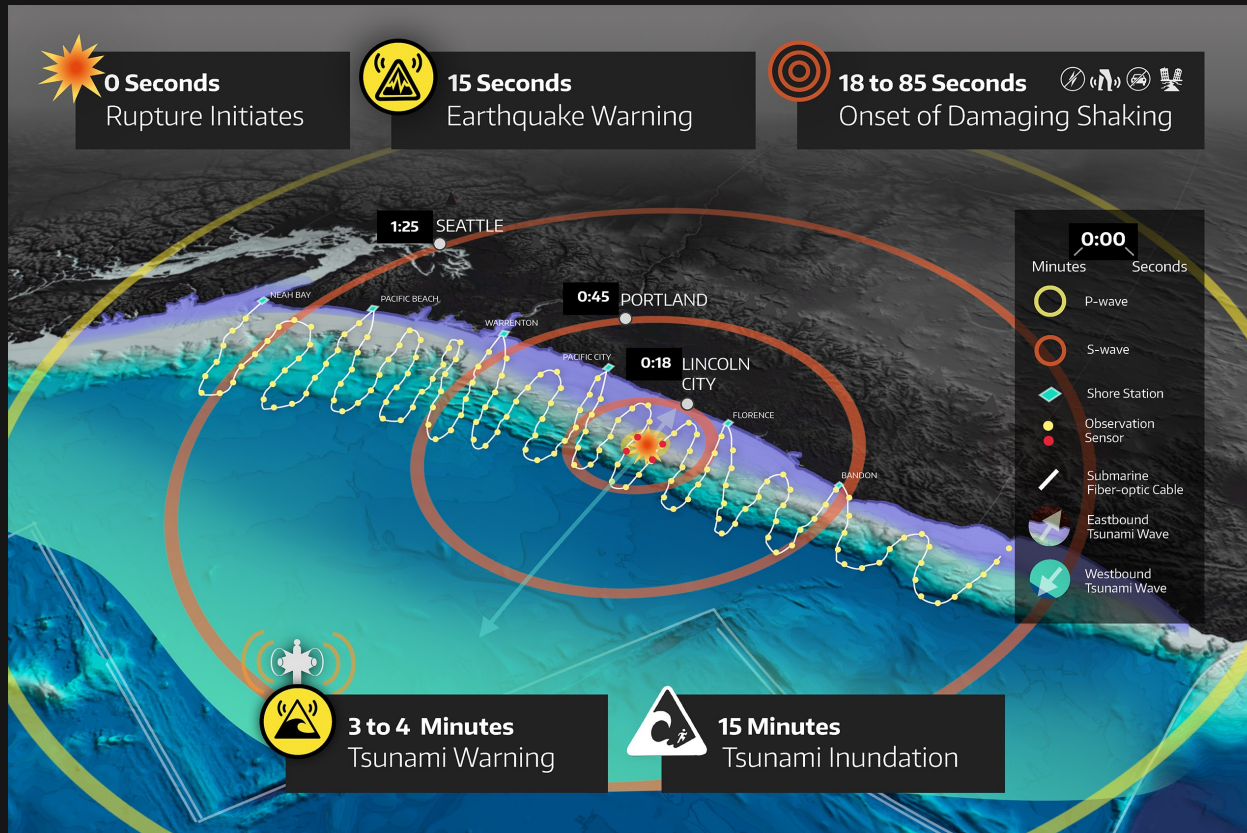 0 Seconds
Rupture Initiates
15 Seconds
Earthquake Warning
18 to 85 Seconds
Onset of Damaging Shaking
1:25 SEATTLE
0:45 PORTLAND
0:18 LINCOLN
CITY
NEAH BAY
PACIFIC BEACH
WARRENTON
PACIFIC CITY
FLORENCE
BANDON
0:00
Minutes Seconds
P-wave
S-wave
Shore Station
Observation
Sensor
Submarine
Fiber-optic Cable
Eastbound
Tsunami Wave
Westbound
Tsunami Wave
3 to 4 Minutes
Tsunami Warning
15 Minutes
Tsunami Inundation